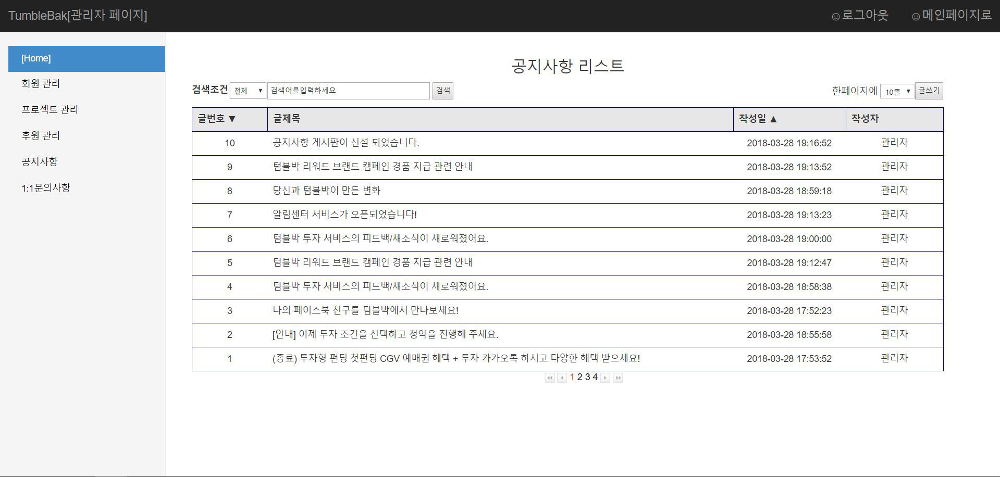 TumbleBak[관리자 페이지] ☺로그아웃 ☺메인페이지로
[Home]
회원 관리
프로젝트 관리
후원 관리
공지사항
1:1문의사항
공지사항 리스트
검색조건 전체 ▼ 검색어를입력하세요 검색 한페이지에 10줄 ▼ 글쓰기
글번호 ▼ 글제목 작성일 ▲ 작성자
10 공지사항 게시판이 신설 되었습니다. 2018-03-28 19:16:52 관리자
9 텀블박 리워드 브랜드 캠페인 경품 지급 관련 안내 2018-03-28 19:13:52 관리자
8 당신과 텀블박이 만든 변화 2018-03-28 18:59:18 관리자
7 알림센터 서비스가 오픈되었습니다! 2018-03-28 19:13:23 관리자
6 텀블박 투자 서비스의 피드백/새소식이 새로워졌어요. 2018-03-28 19:00:00 관리자
5 텀블박 리워드 브랜드 캠페인 경품 지급 관련 안내 2018-03-28 19:12:47 관리자
4 텀블박 투자 서비스의 피드백/새소식이 새로워졌어요. 2018-03-28 18:58:38 관리자
3 나의 페이스북 친구를 텀블박에서 만나보세요! 2018-03-28 17:52:23 관리자
2 [안내] 이제 투자 조건을 선택하고 청약을 진행해 주세요. 2018-03-28 18:55:58 관리자
1 (종료) 투자형 펀딩 첫펀딩 CGV 예매권 혜택 + 투자 카카오톡 하시고 다양한 혜택 받으세요! 2018-03-28 17:53:52 관리자
1 2 3 4